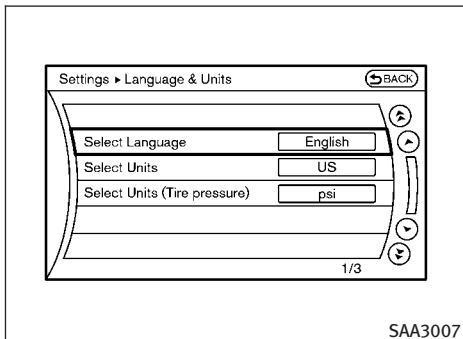 Settings ▸ Language & Units BACK
Select Language English
Select Units US
Select Units (Tire pressure) psi
1/3
SAA3007